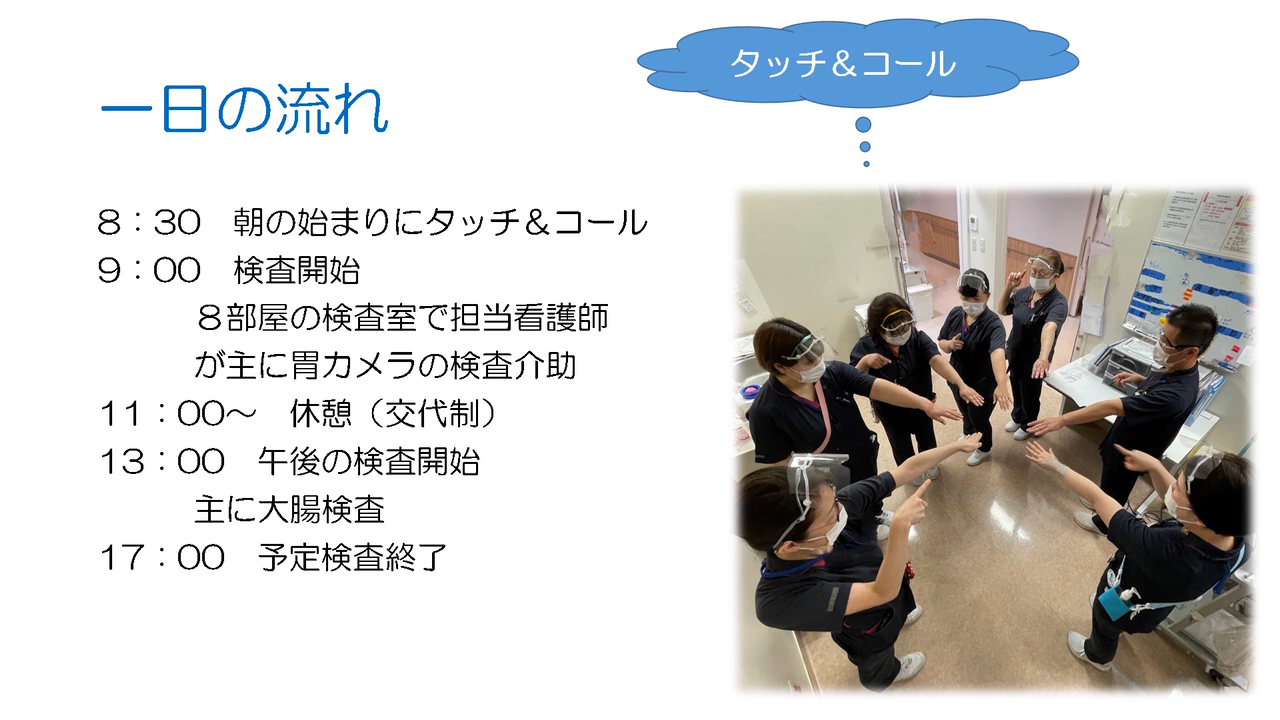 タッチ＆コール
一日の流れ
８：３０　朝の始まりにタッチ＆コール
９：００　検査開始
８部屋の検査室で担当看護師
が主に胃カメラの検査介助
１１：００～　休憩（交代制）
１３：００　午後の検査開始
主に大腸検査
１７：００　予定検査終了